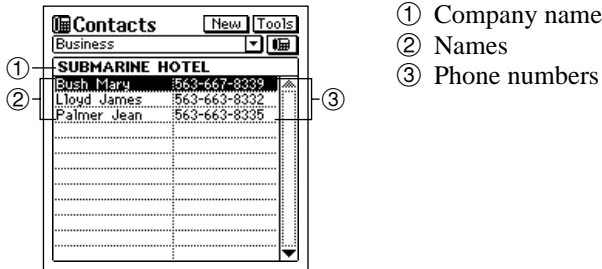 Contacts New Tools
Business
① SUBMARINE HOTEL
② Bush Mary 563-667-8339 ③
Lloyd James 563-663-8332
Palmer Jean 563-663-8335
① Company name
② Names
③ Phone numbers